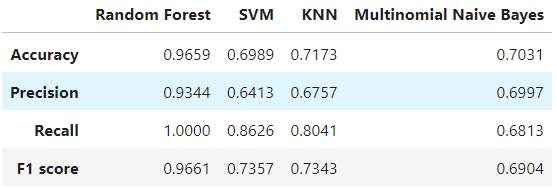 Random Forest SVM KNN Multinomial Naive Bayes
Accuracy 0.9659 0.6989 0.7173 0.7031
Precision 0.9344 0.6413 0.6757 0.6997
Recall 1.0000 0.8626 0.8041 0.6813
F1 score 0.9661 0.7357 0.7343 0.6904